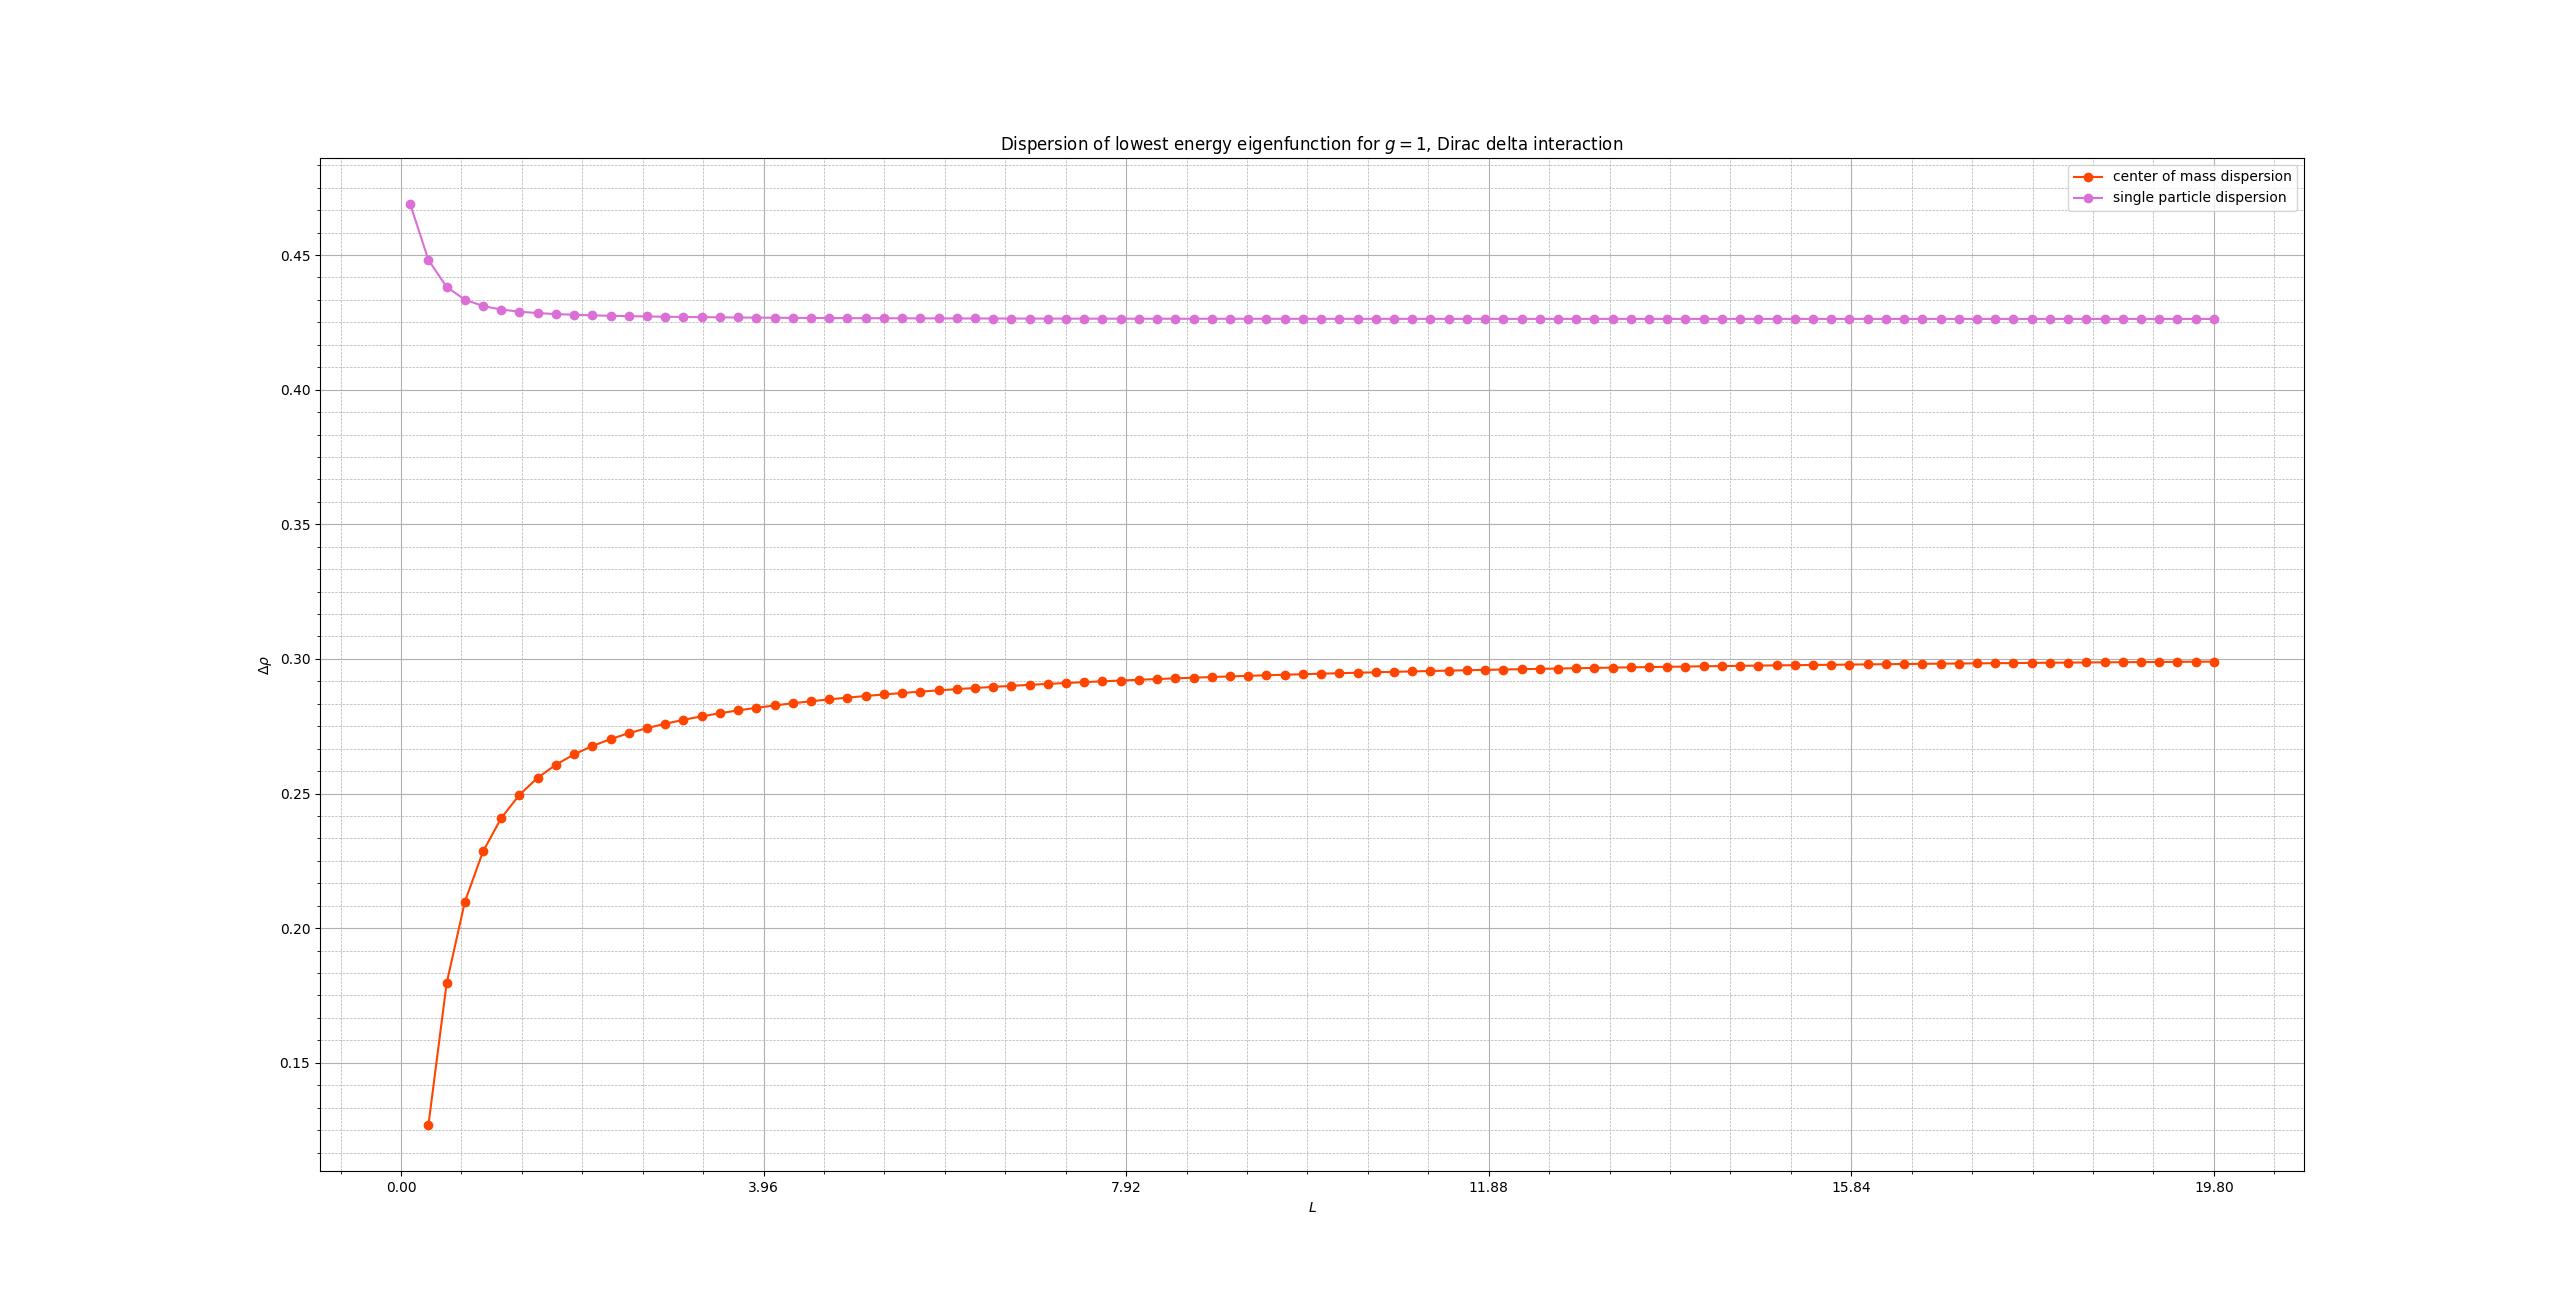 Dispersion of lowest energy eigenfunction for g = 1, Dirac delta interaction
center of mass dispersion
single particle dispersion
0.45
0.40
0.35
0.30
0.25
0.20
0.15
Δρ
0.00 3.96 7.92 11.88 15.84 19.80
L